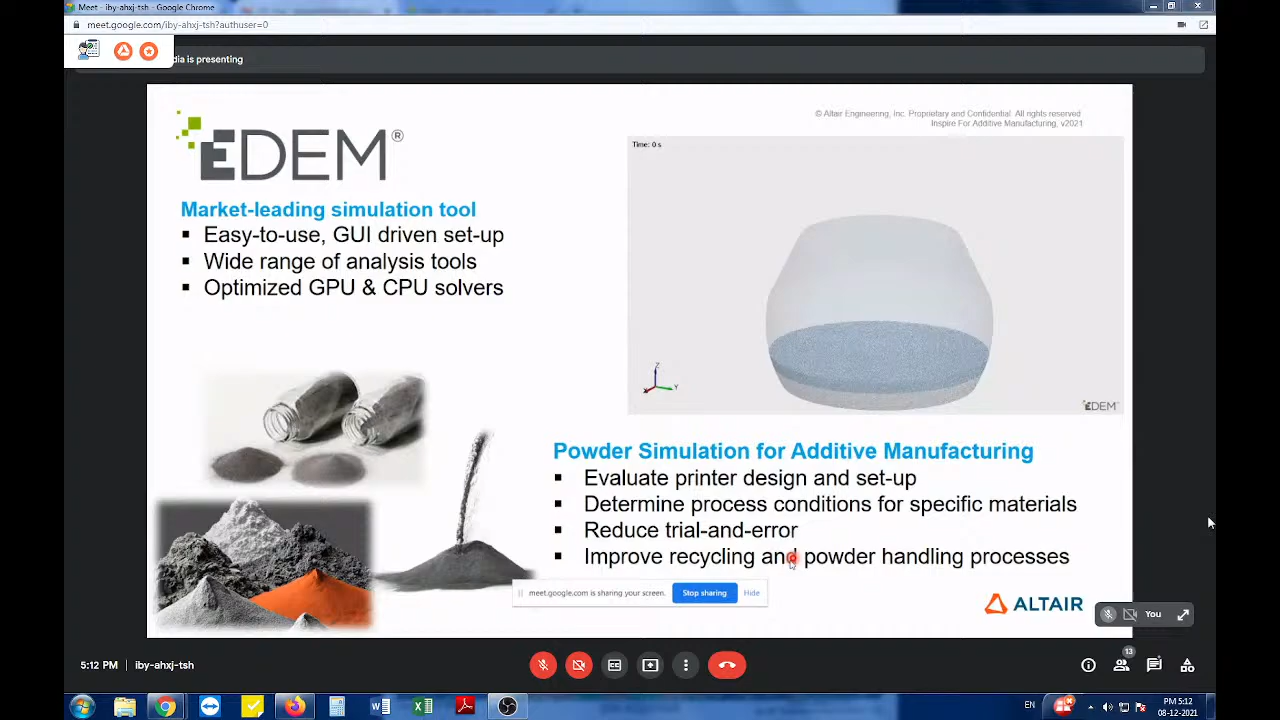 Meet - iby-ahxj-tsh - Google Chrome
meet.google.com/iby-ahxj-tsh?authuser=0
dia is presenting
EDEM®
© Altair Engineering, Inc. Proprietary and Confidential. All rights reserved
Inspire For Additive Manufacturing, v2021
Market-leading simulation tool
▪ Easy-to-use, GUI driven set-up
▪ Wide range of analysis tools
▪ Optimized GPU & CPU solvers
Time: 0 s
Z
X
Y
EDEM
Powder Simulation for Additive Manufacturing
▪ Evaluate printer design and set-up
▪ Determine process conditions for specific materials
▪ Reduce trial-and-error
▪ Improve recycling and powder handling processes
meet.google.com is sharing your screen.
Stop sharing
Hide
ALTAIR
You
5:12 PM | iby-ahxj-tsh
13
EN
PM 5:12
08-12-2021